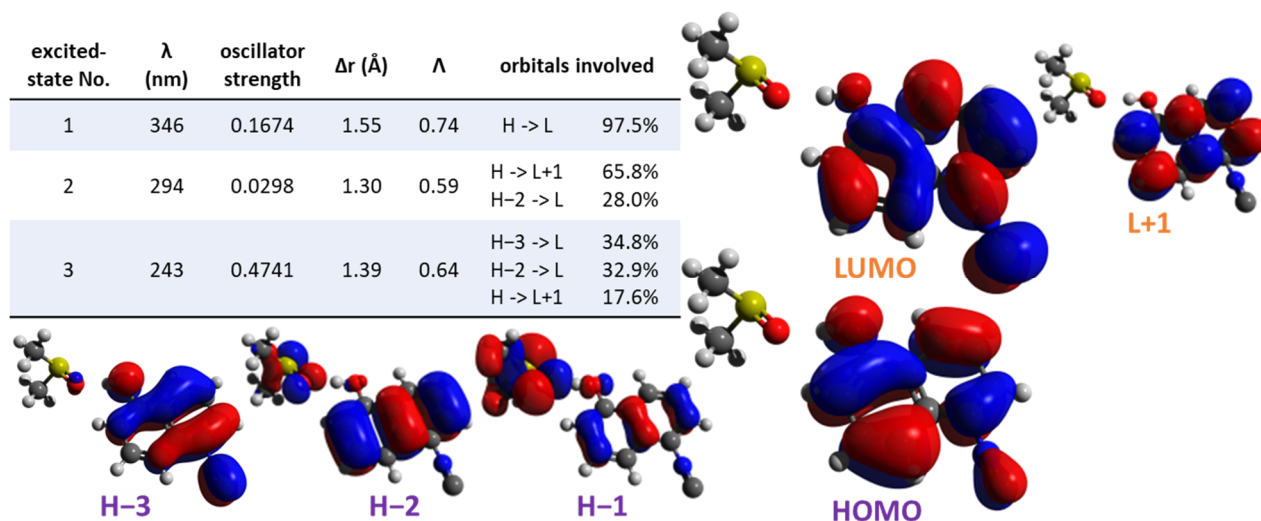 excited-state No. λ (nm) oscillator strength Δr (Å) Λ orbitals involved
1 346 0.1674 1.55 0.74 H -> L 97.5%
2 294 0.0298 1.30 0.59 H -> L+1 65.8%
H−2 -> L 28.0%
3 243 0.4741 1.39 0.64 H−3 -> L 34.8%
H−2 -> L 32.9%
H -> L+1 17.6%
L+1
LUMO
H−3
H−2
H−1
HOMO